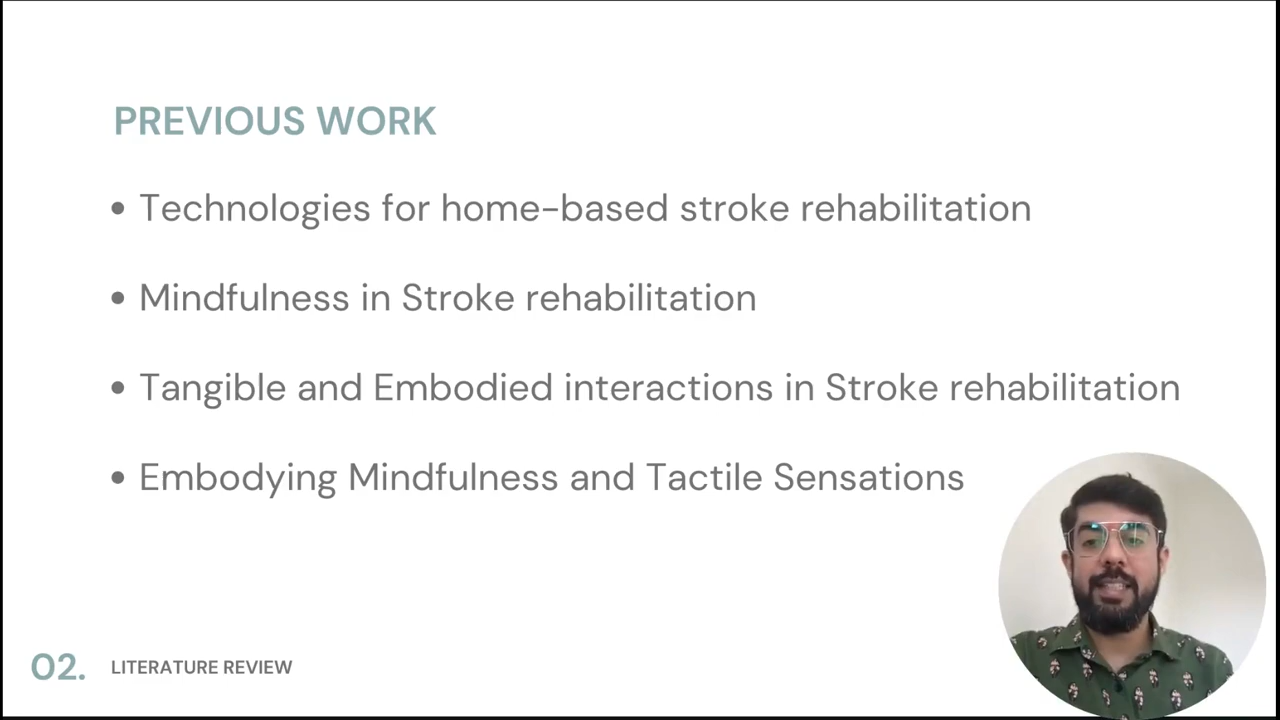 PREVIOUS WORK
• Technologies for home-based stroke rehabilitation
• Mindfulness in Stroke rehabilitation
• Tangible and Embodied interactions in Stroke rehabilitation
• Embodying Mindfulness and Tactile Sensations
02. LITERATURE REVIEW